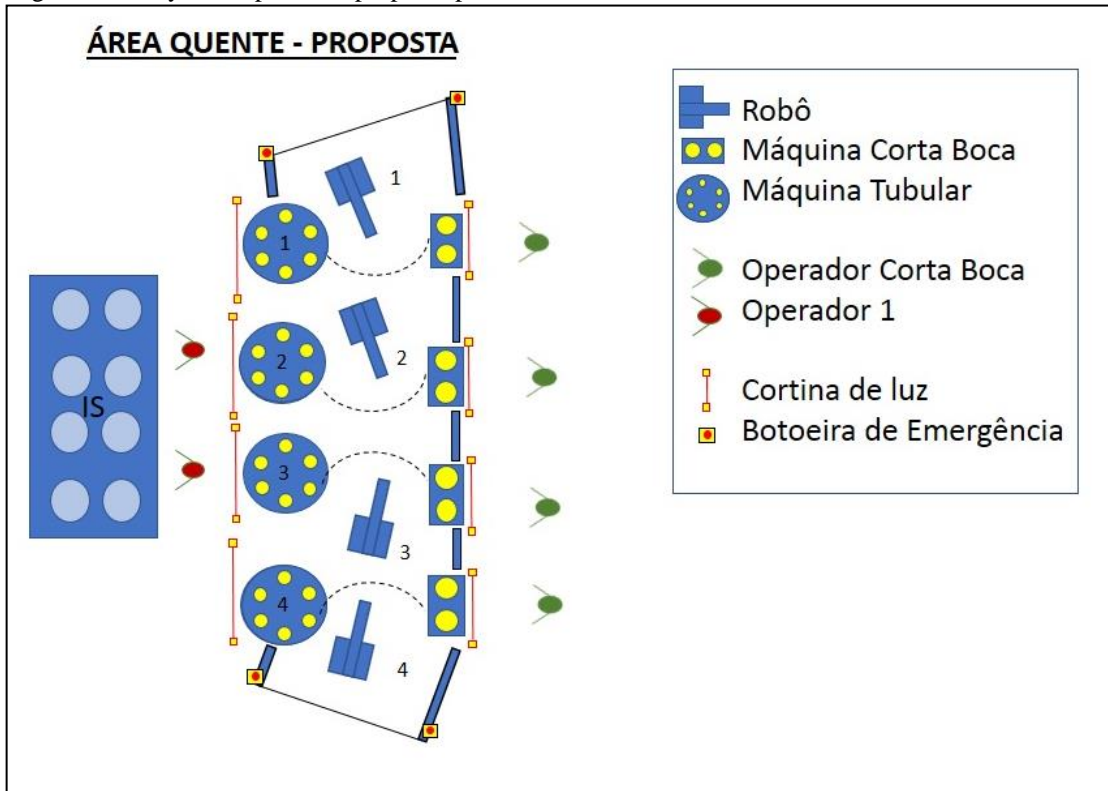 ÁREA QUENTE - PROPOSTA
1
1
2
2
IS
3
3
4
4
Robô
Máquina Corta Boca
Máquina Tubular
Operador Corta Boca
Operador 1
Cortina de luz
Botoeira de Emergência